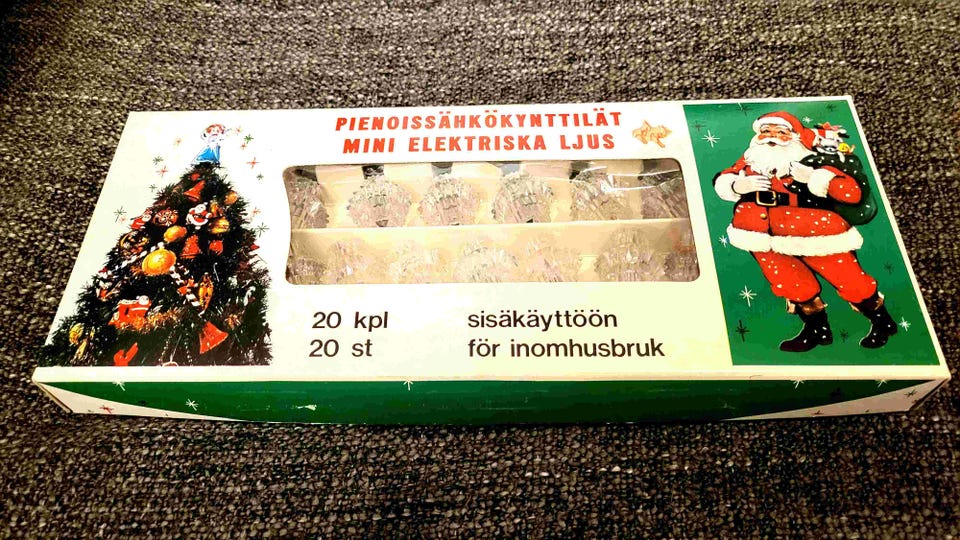 PIENOISSÄHKÖKYNTTILÄT
MINI ELEKTRISKA LJUS
20 kpl sisäkäyttöön
20 st för inomhusbruk